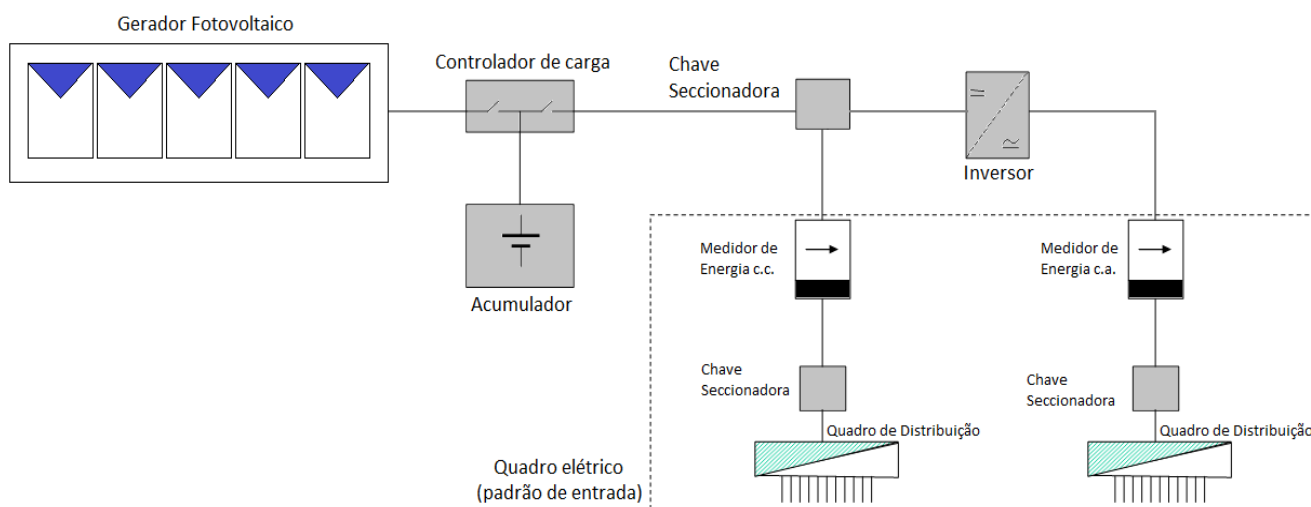 Gerador Fotovoltaico
Controlador de carga
Chave
Seccionadora
Inversor
Acumulador
Medidor de
Energia c.c.
Medidor de
Energia c.a.
Chave
Seccionadora
Chave
Seccionadora
Quadro de Distribuição
Quadro de Distribuição
Quadro elétrico
(padrão de entrada)